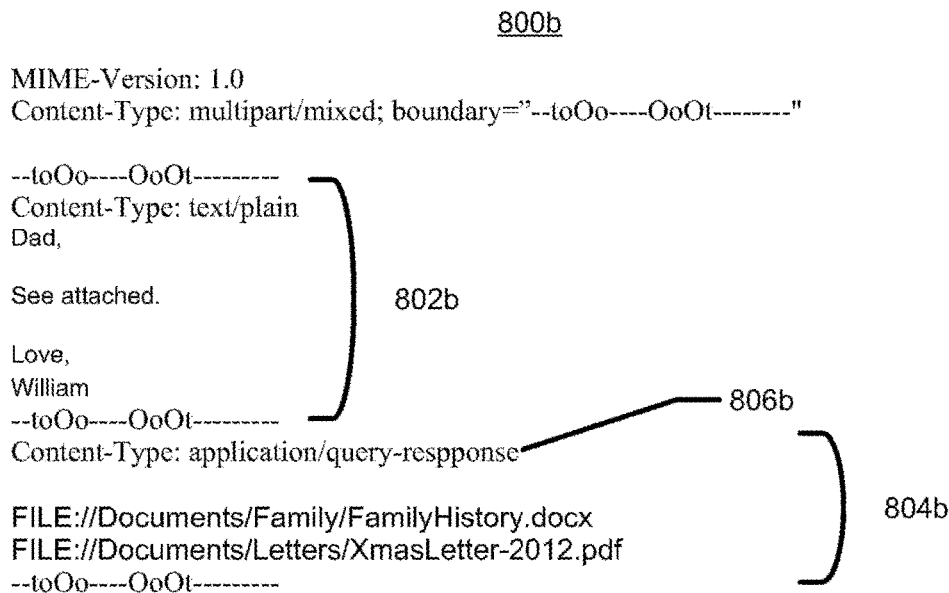 800b
MIME-Version: 1.0
Content-Type: multipart/mixed; boundary=”--toOo----OoOt--------"
--toOo----OoOt---------
Content-Type: text/plain
Dad,
See attached.
802b
Love,
William
--toOo----OoOt---------
806b
Content-Type: application/query-respponse
804b
FILE://Documents/Family/FamilyHistory.docx
FILE://Documents/Letters/XmasLetter-2012.pdf
--toOo----OoOt---------